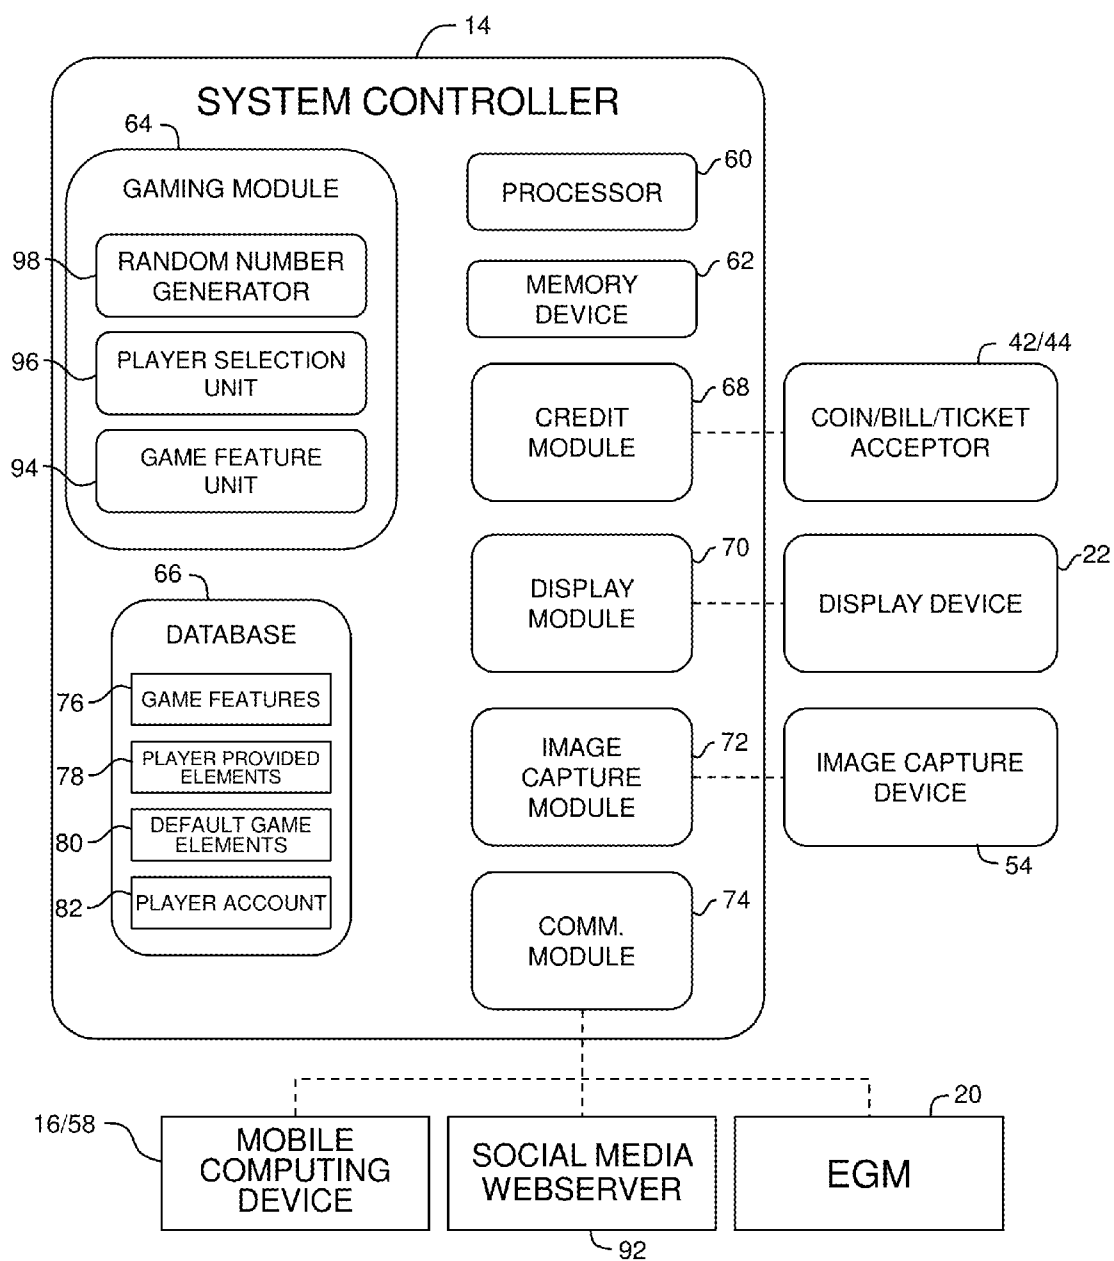 14
SYSTEM CONTROLLER
64
GAMING MODULE
98
RANDOM NUMBER
GENERATOR
96
PLAYER SELECTION
UNIT
94
GAME FEATURE
UNIT
66
DATABASE
76
GAME FEATURES
78
PLAYER PROVIDED
ELEMENTS
80
DEFAULT GAME
ELEMENTS
82
PLAYER ACCOUNT
60
PROCESSOR
62
MEMORY
DEVICE
68
CREDIT
MODULE
42/44
COIN/BILL/TICKET
ACCEPTOR
70
DISPLAY
MODULE
22
DISPLAY DEVICE
72
IMAGE
CAPTURE
MODULE
IMAGE CAPTURE
DEVICE
54
74
COMM.
MODULE
16/58
MOBILE
COMPUTING
DEVICE
SOCIAL MEDIA
WEBSERVER
92
20
EGM